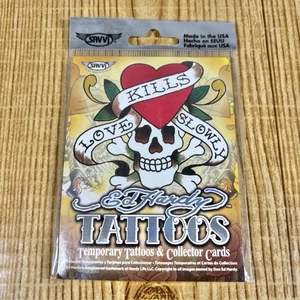 SAVVI
Made in the USA
Hecho en EEUU
Fabriqué aux USA
SAVVI
KILLS
LOVE SLOWLY
Ed Hardy
TATTOOS
Temporary Tattoos & Collector Cards